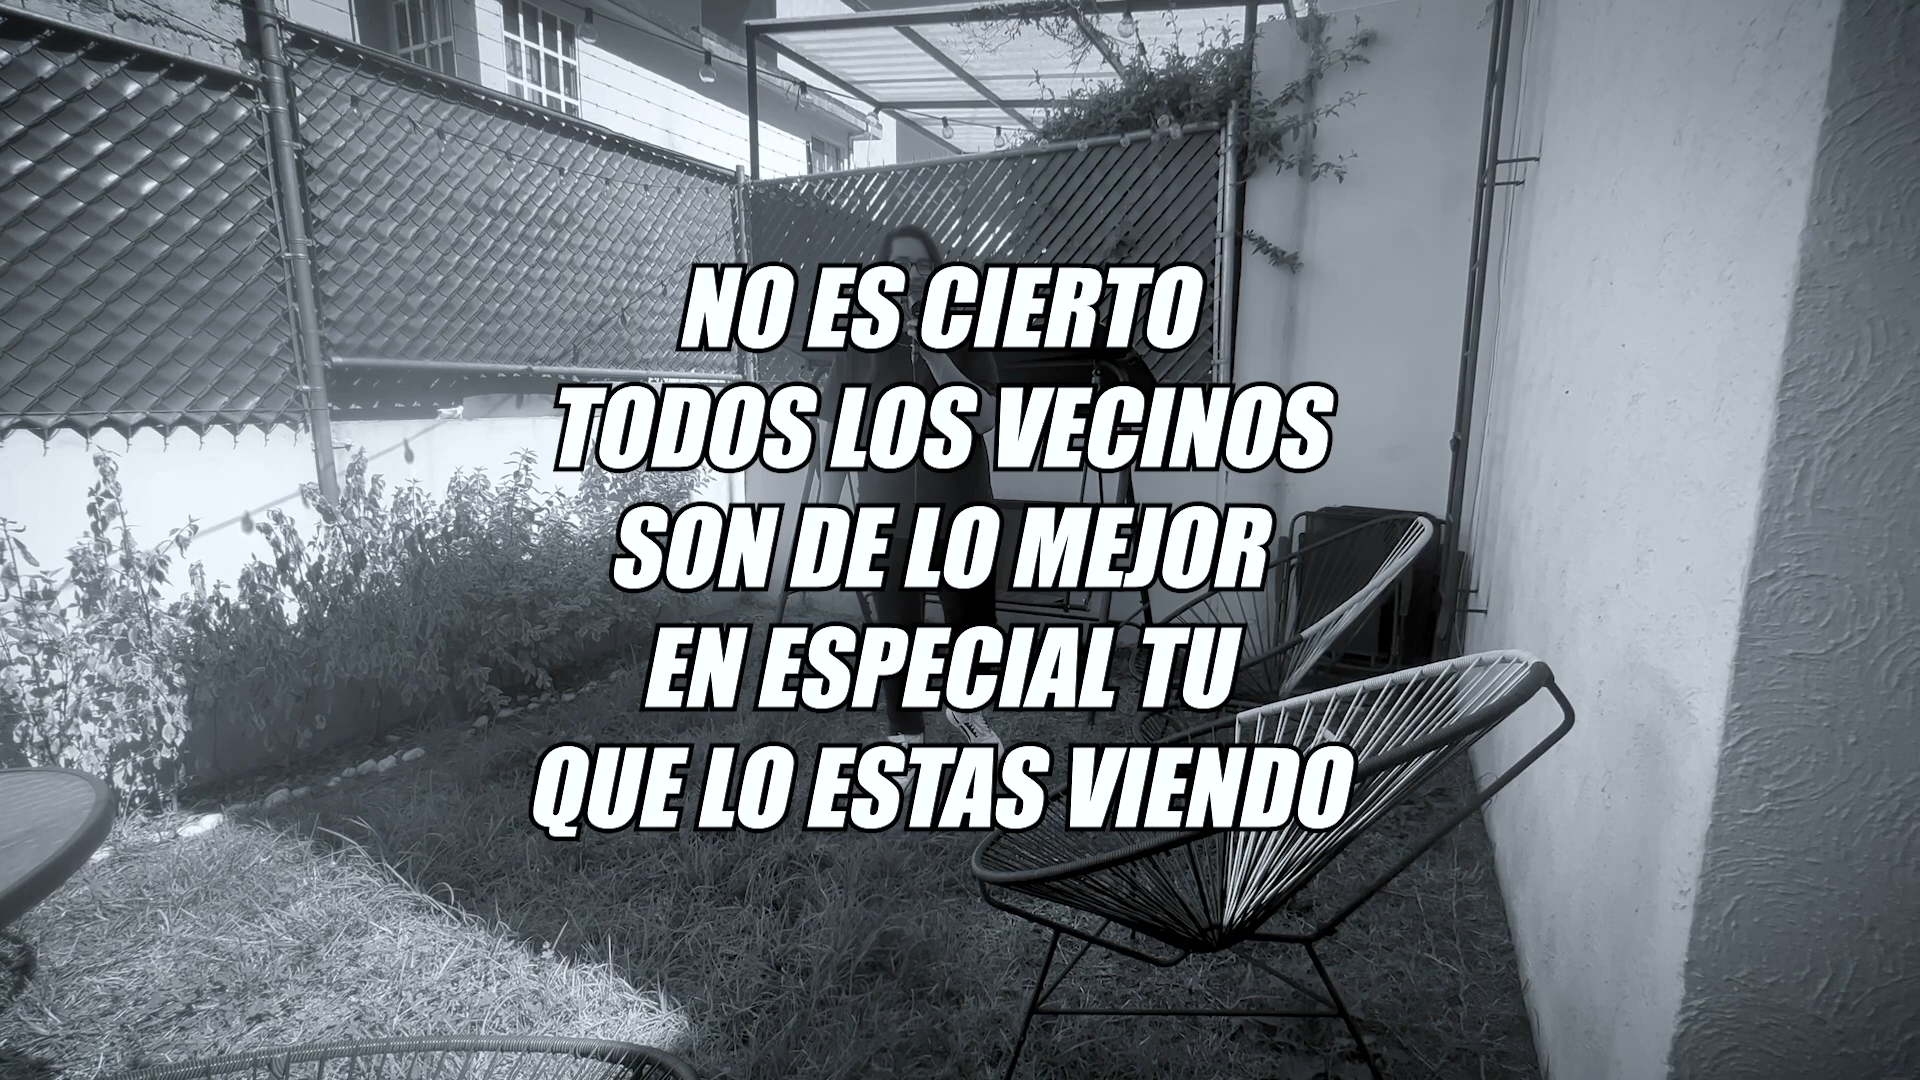 NO ES CIERTO
TODOS LOS VECINOS
SON DE LO MEJOR
EN ESPECIAL TU
QUE LO ESTAS VIENDO